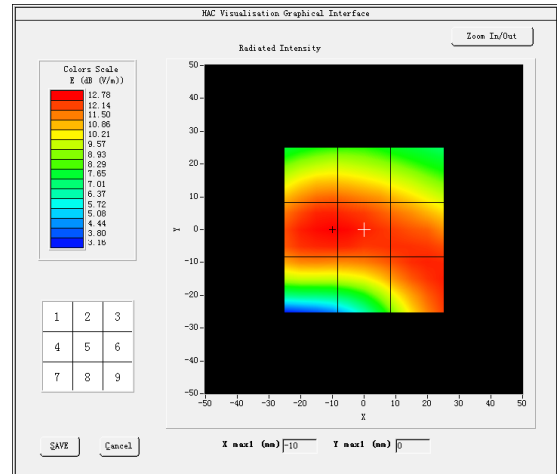 HAC Visualisation Graphical Interface
Zoom In/Out
Radiated Intensity
Colors Scale
E (dB (V/m))
12.78
12.14
11.50
10.86
10.21
9.57
8.93
8.29
7.65
7.01
6.37
5.72
5.08
4.44
3.80
3.16
50
40
30
20
10
0
-10
-20
-30
-40
-50
Y
-50 -40 -30 -20 -10 0 10 20 30 40 50
X
1 2 3
4 5 6
7 8 9
SAVE Cancel
X max1 (mm) -10 Y max1 (mm) 0